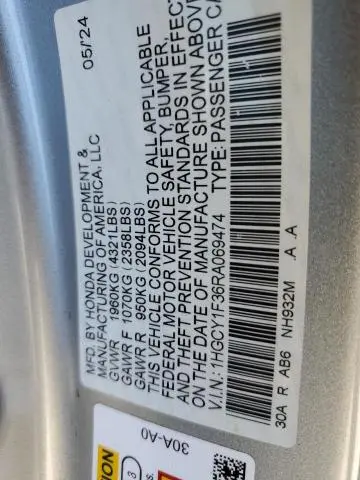 MFD. BY HONDA DEVELOPMENT & 05/'24
MANUFACTURING OF AMERICA, LLC
GVWR 1960KG (4321LBS)
GAWR F 1070KG (2358LBS)
GAWR R 950KG (2094LBS)
THIS VEHICLE CONFORMS TO ALL APPLICABLE
FEDERAL MOTOR VEHICLE SAFETY, BUMPER,
AND THEFT PREVENTION STANDARDS IN EFFECT
ON THE DATE OF MANUFACTURE SHOWN ABOVE
V.I.N.: 1HGCY1F36RA069474 TYPE: PASSENGER CA
30A R AB6 NH932M A A
30A-A0